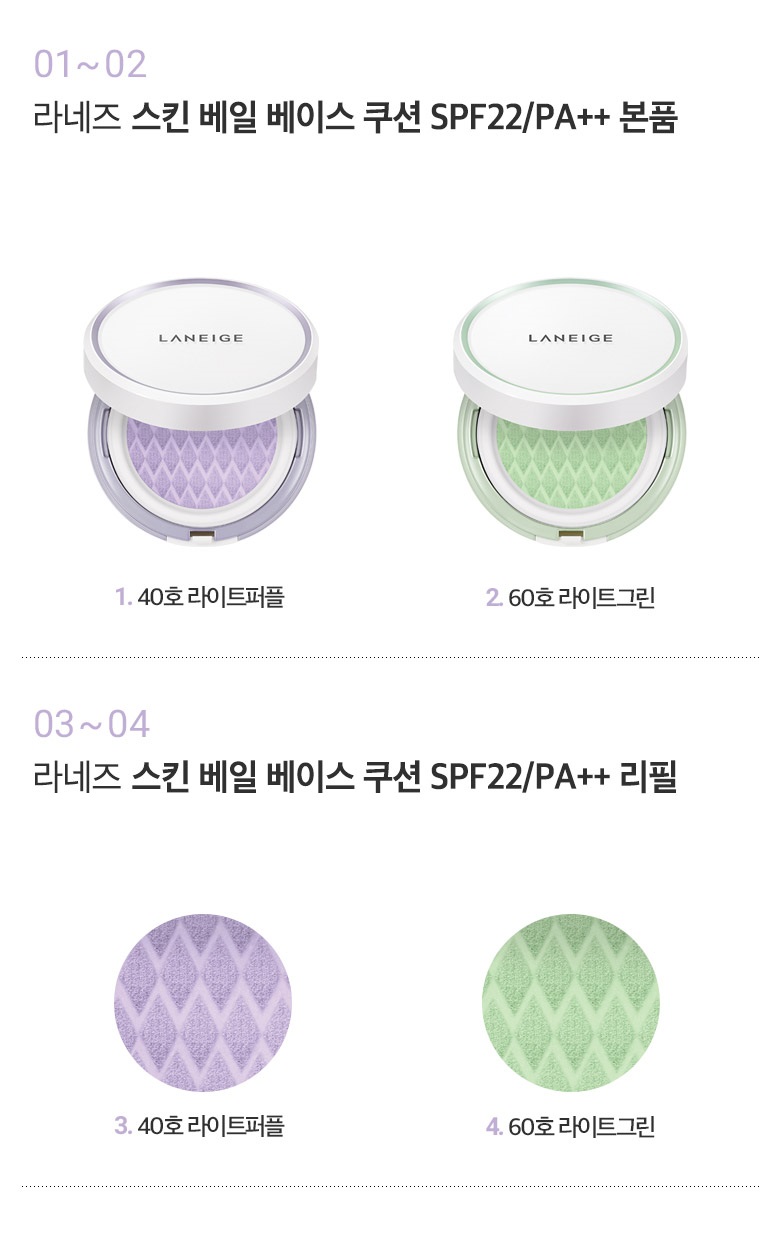 01~02
라네즈 스킨 베일 베이스 쿠션 SPF22/PA++ 본품
LANEIGE
LANEIGE
1. 40호 라이트퍼플
2. 60호 라이트그린
03~04
라네즈 스킨 베일 베이스 쿠션 SPF22/PA++ 리필
3. 40호 라이트퍼플
4. 60호 라이트그린